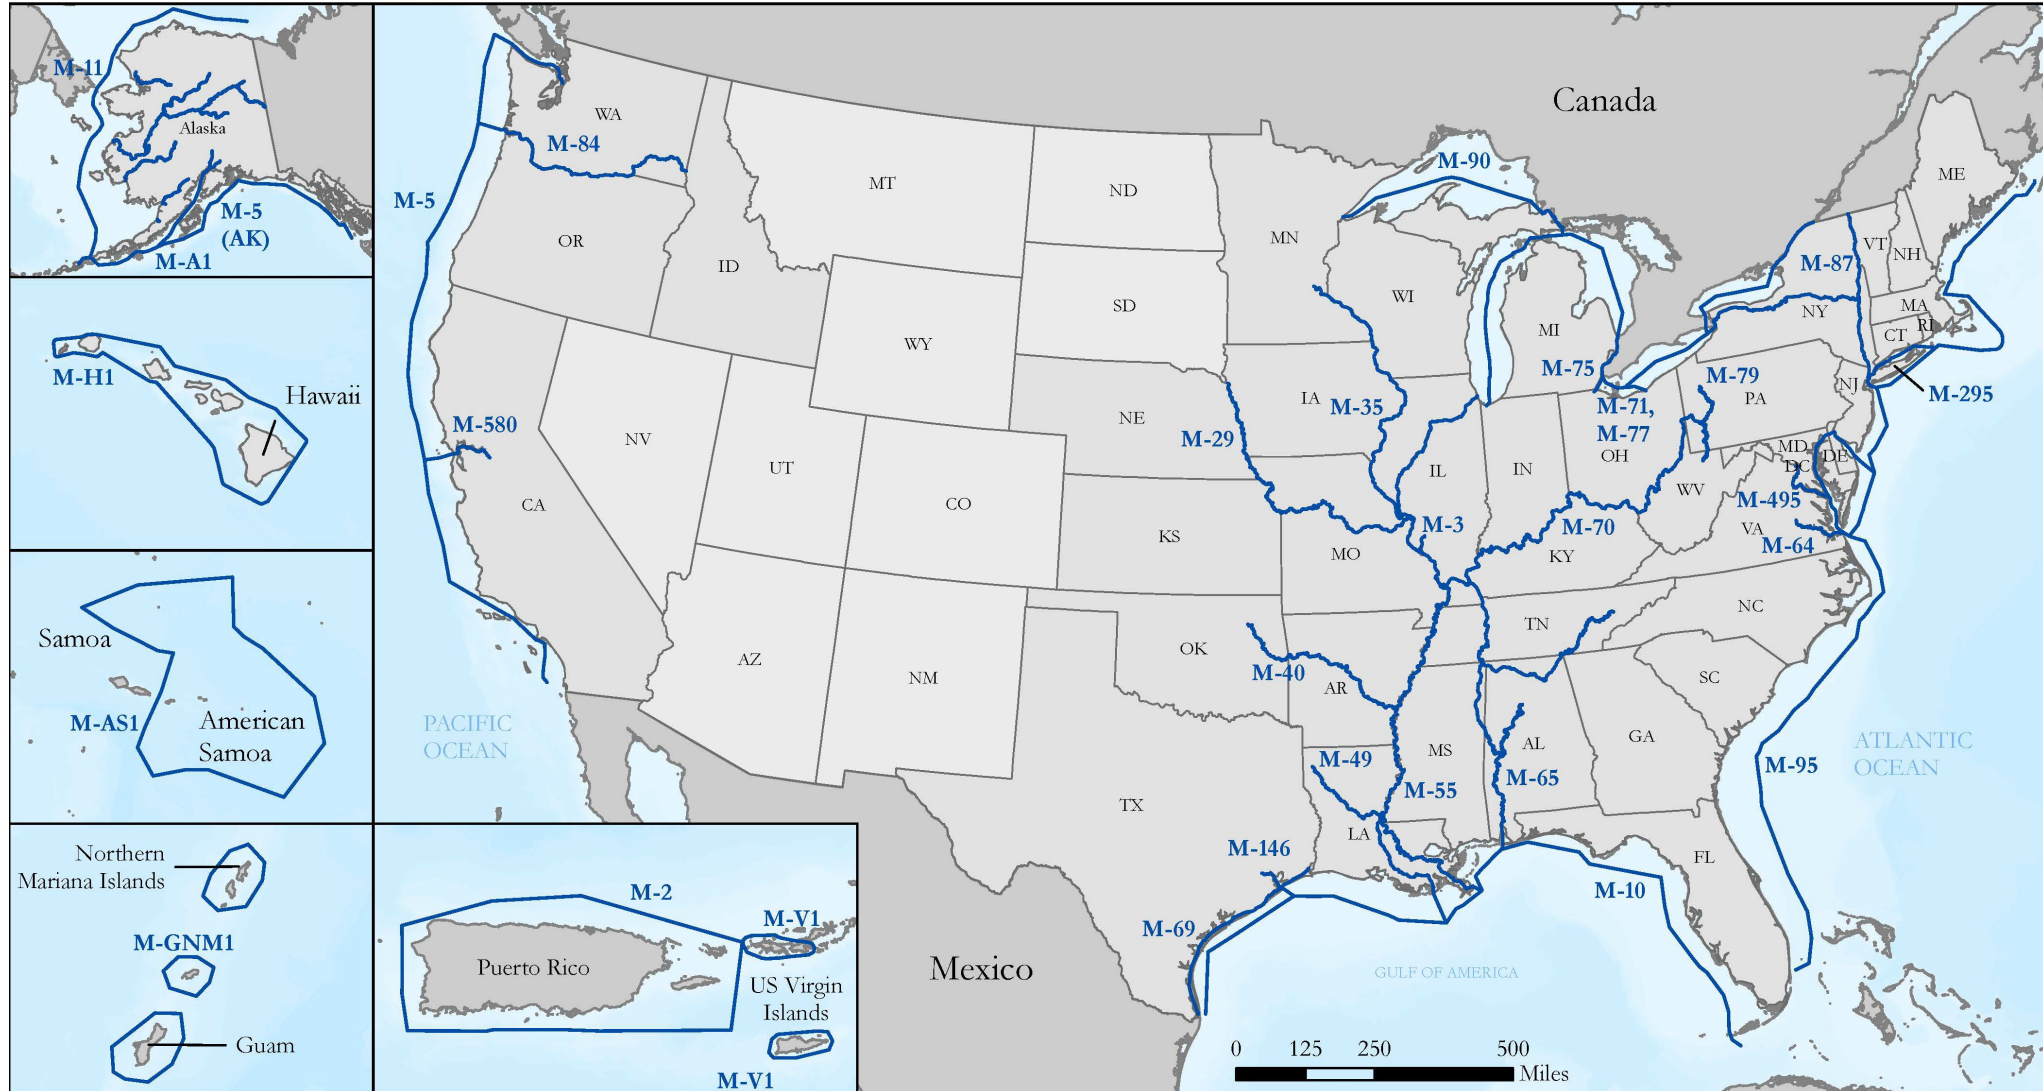 M-11
Alaska
M-5
(AK)
M-A1
M-H1
Hawaii
Samoa
M-AS1
American
Samoa
Northern
Mariana Islands
M-GNM1
Guam
M-2
M-V1
Puerto Rico
US Virgin
Islands
M-V1
Canada
WA
M-84
M-90
ME
MT
ND
M-5
OR
MN
VT
NH
M-87
ID
WI
SD
MA
NY
RI
MI
CT
WY
M-75
M-79
NJ
M-295
PA
IA
M-35
M-71,
M-77
NE
M-580
M-29
NV
OH
MD
DE
DC
UT
IL
IN
WV
M-495
CA
CO
M-3
M-70
VA
M-64
KS
MO
KY
NC
TN
OK
AZ
NM
M-40
AR
SC
PACIFIC
OCEAN
GA
ATLANTIC
OCEAN
MS
AL
M-49
M-95
M-55
M-65
TX
LA
M-146
FL
M-10
M-69
Mexico
GULF OF AMERICA
0 125 250 500
Miles